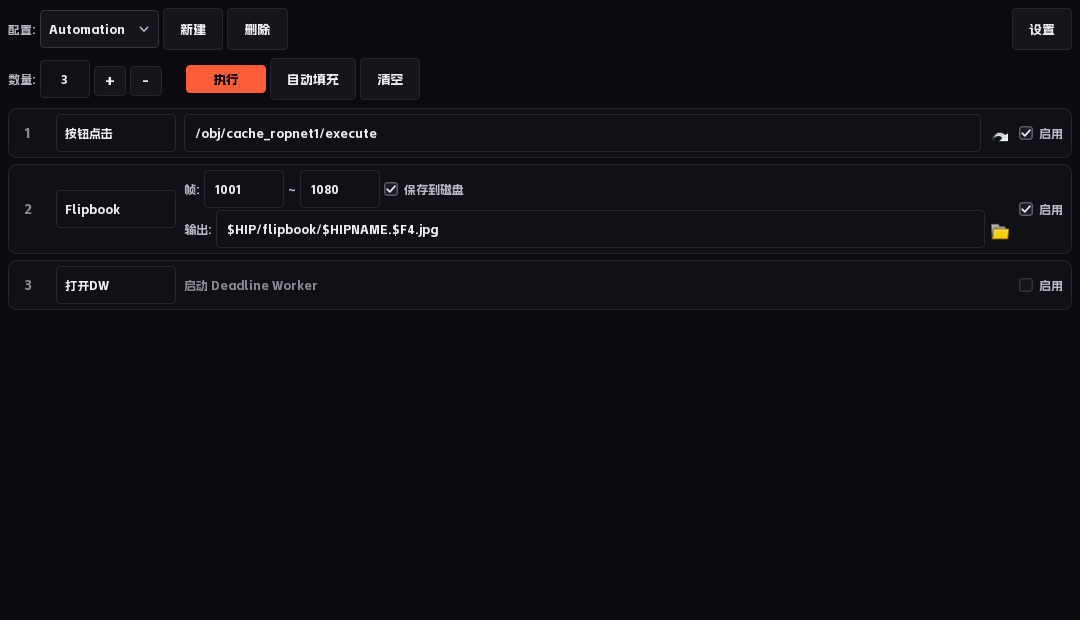 配置: Automation 新建 删除 设置
数量: 3 + - 执行 自动填充 清空
1 按钮点击 /obj/cache_ropnet1/execute 启用
帧: 1001 ~ 1080 保存到磁盘
2 Flipbook 启用
输出: $HIP/flipbook/$HIPNAME.$F4.jpg
3 打开DW 启动 Deadline Worker 启用